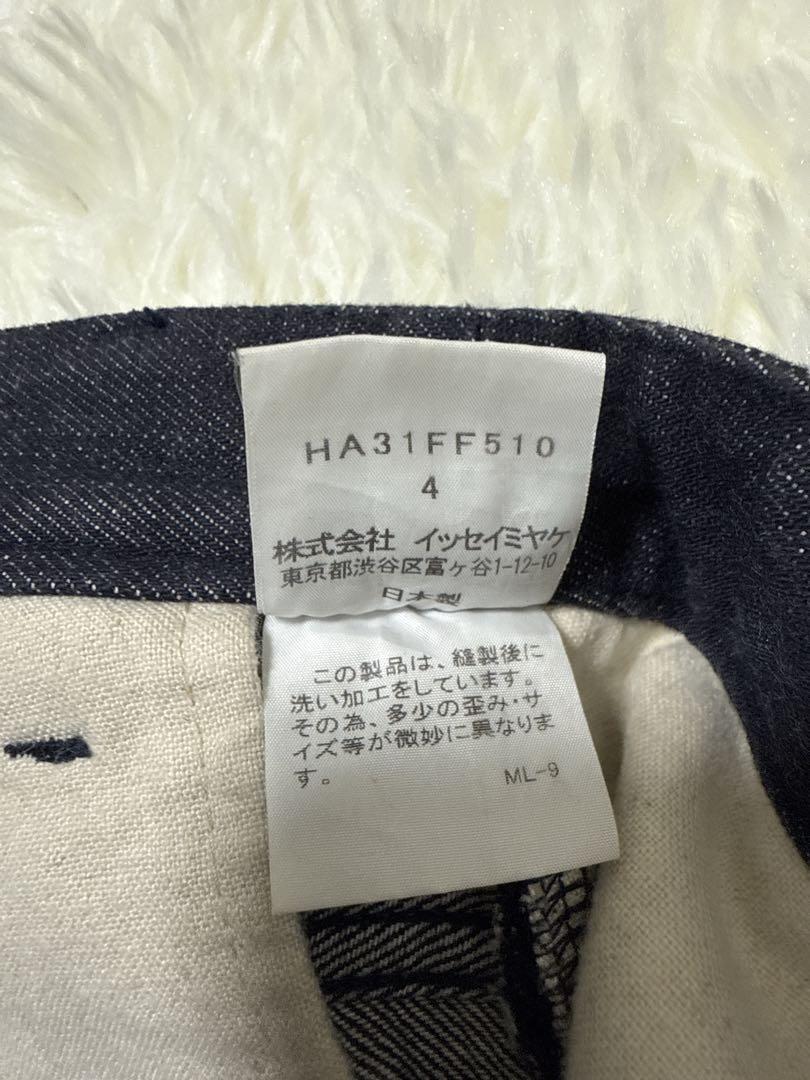 HA31FF510
4
株式会社 イッセイミヤケ
東京都渋谷区富ヶ谷1-12-10
日本製
この製品は、縫製後に
洗い加工をしています。
その為、多少の歪み・サ
イズ等が微妙に異なりま
す。 ML-9